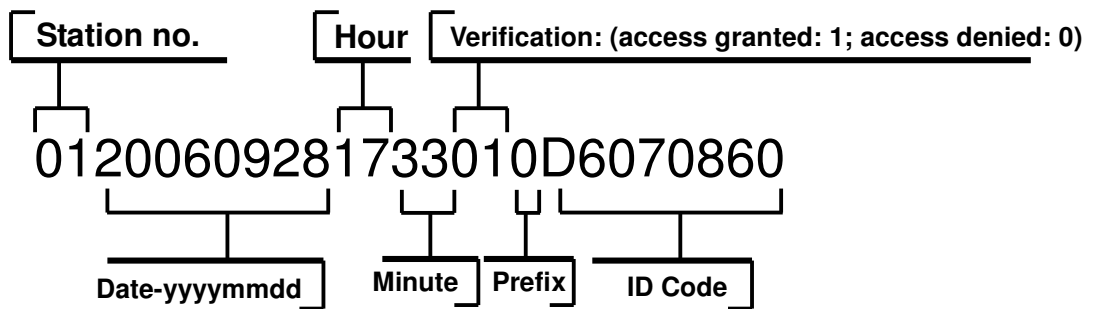 Station no. Hour Verification: (access granted: 1; access denied: 0)
01200609281733010D6070860
Date-yyyymmdd Minute Prefix ID Code